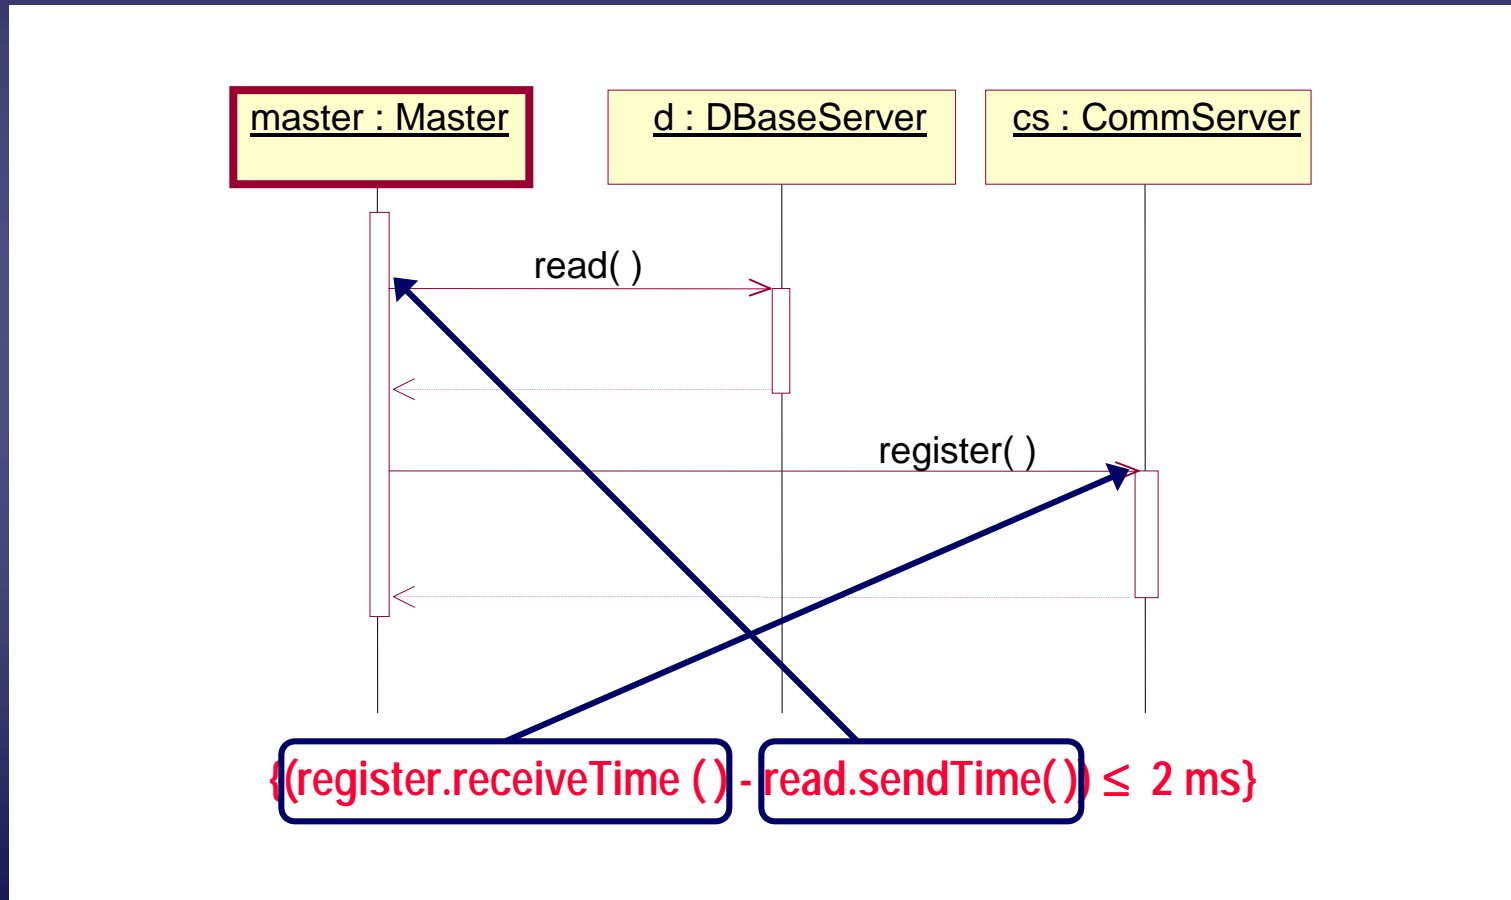 master : Master
d : DBaseServer
cs : CommServer
read( )
register( )
{(register.receiveTime ( ) - read.sendTime( )) ≤ 2 ms}